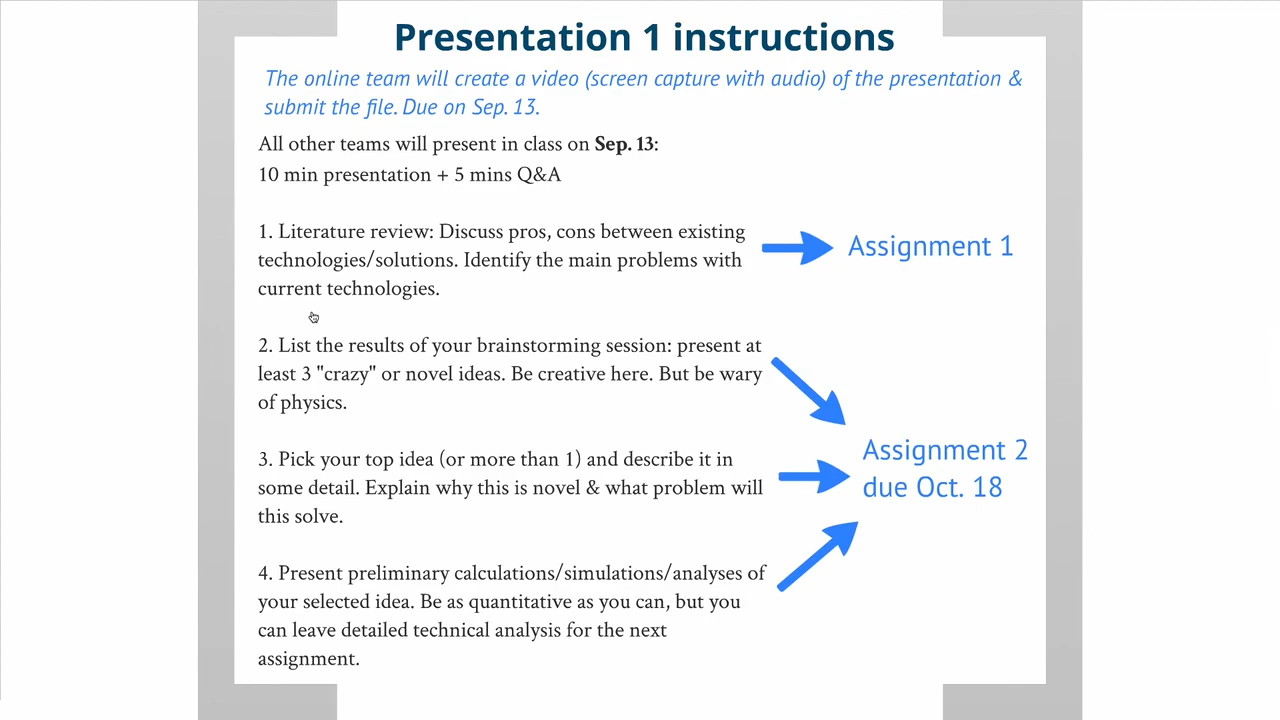 Presentation 1 instructions
The online team will create a video (screen capture with audio) of the presentation &
submit the file. Due on Sep. 13.
All other teams will present in class on Sep. 13:
10 min presentation + 5 mins Q&A
1. Literature review: Discuss pros, cons between existing
technologies/solutions. Identify the main problems with
current technologies.
Assignment 1
2. List the results of your brainstorming session: present at
least 3 "crazy" or novel ideas. Be creative here. But be wary
of physics.
3. Pick your top idea (or more than 1) and describe it in
some detail. Explain why this is novel & what problem will
this solve.
Assignment 2
due Oct. 18
4. Present preliminary calculations/simulations/analyses of
your selected idea. Be as quantitative as you can, but you
can leave detailed technical analysis for the next
assignment.